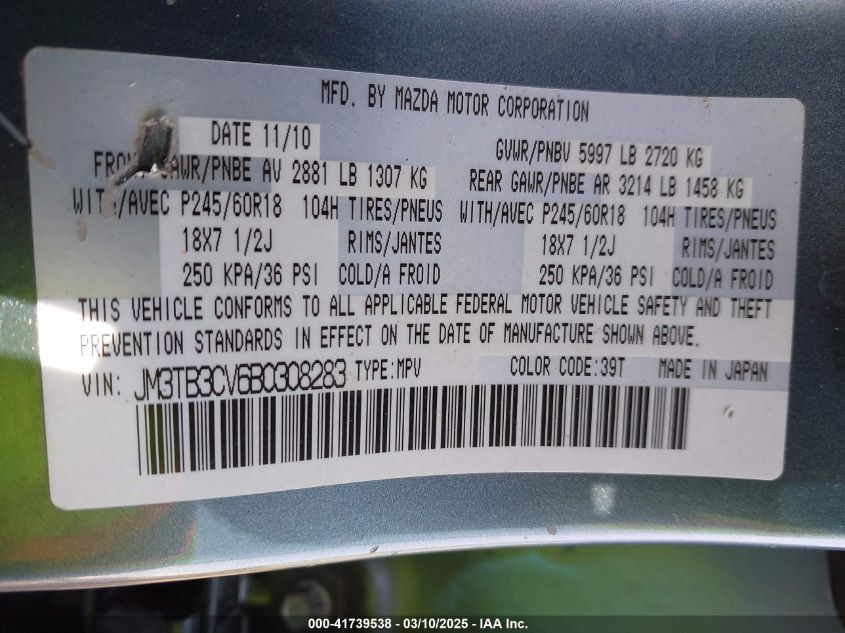 MFD. BY MAZDA MOTOR CORPORATION
DATE 11/10 GVWR/PNBV 5997 LB 2720 KG
GAWR/PNBE AV 2881 LB 1307 KG REAR GAWR/PNBE AR 3214 LB 1458 KG
WITH/AVEC P245/60R18 104H TIRES/PNEUS WITH/AVEC P245/60R18 104H TIRES/PNEUS
18X7 1/2J RIMS/JANTES 18X7 1/2J RIMS/JANTES
250 KPA/36 PSI COLD/A FROID 250 KPA/36 PSI COLD/A FROID
THIS VEHICLE CONFORMS TO ALL APPLICABLE FEDERAL MOTOR VEHICLE SAFETY AND THEFT
PREVENTION STANDARDS IN EFFECT ON THE DATE OF MANUFACTURE SHOWN ABOVE.
VIN: JM3TB3CV6B0308283 TYPE:MPV COLOR CODE:39T MADE IN JAPAN
000-41739538 - 03/10/2025 - IAA Inc.